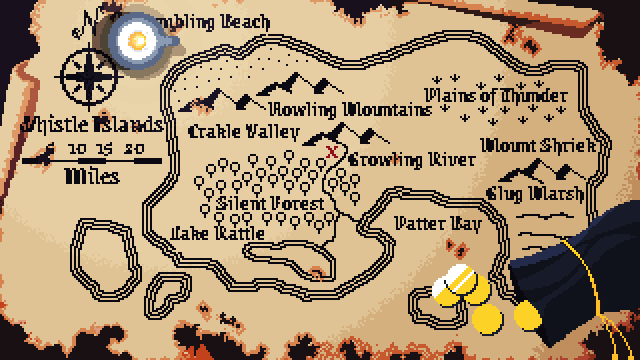 N
mbling Beach
Plains of Thunder
Howling Mountains
Whistle Islands
5 10 15 20
Miles
Crakle Valley
Mount Shriek
X
Growling River
Glug Marsh
Silent Forest
Patter Bay
Lake Rattle